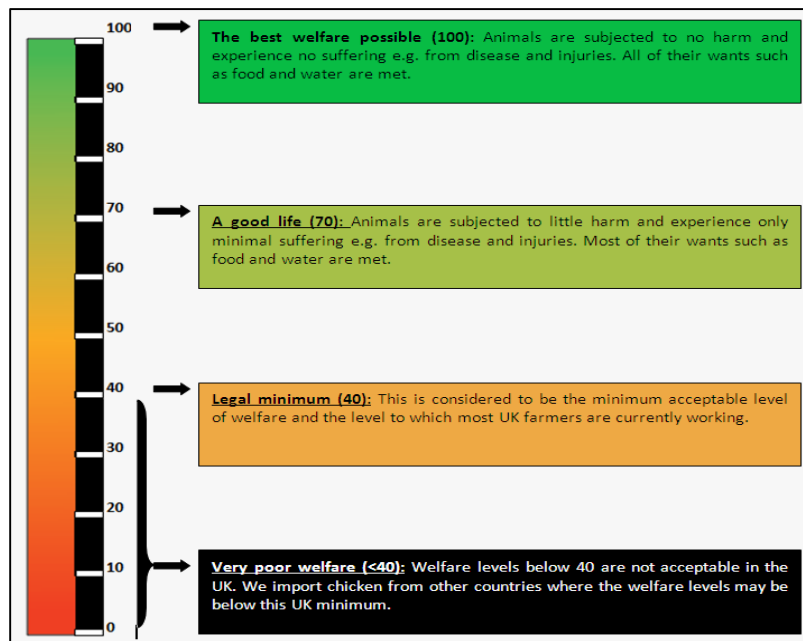 100
90
80
70
60
50
40
30
20
10
0
The best welfare possible (100): Animals are subjected to no harm and
experience no suffering e.g. from disease and injuries. All of their wants such
as food and water are met.
A good life (70): Animals are subjected to little harm and experience only
minimal suffering e.g. from disease and injuries. Most of their wants such as
food and water are met.
Legal minimum (40): This is considered to be the minimum acceptable level
of welfare and the level to which most UK farmers are currently working.
Very poor welfare (<40): Welfare levels below 40 are not acceptable in the
UK. We import chicken from other countries where the welfare levels may be
below this UK minimum.